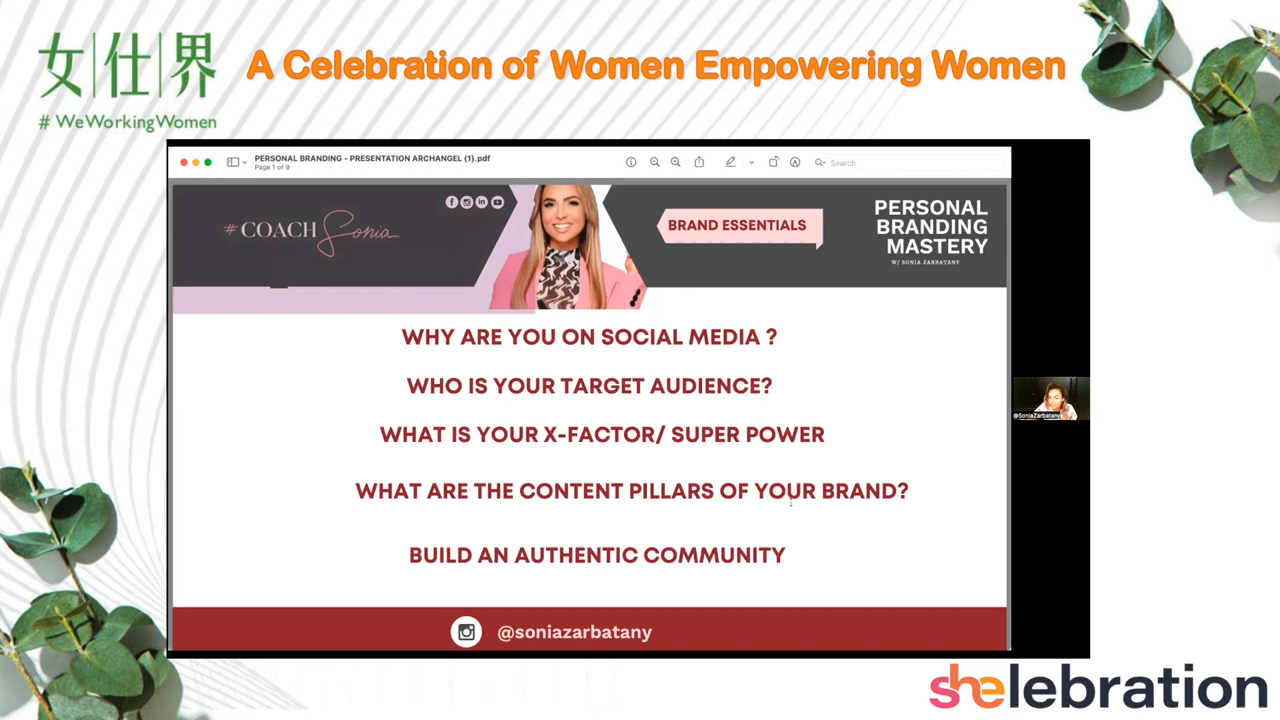 女|仕|界
# WeWorkingWomen
A Celebration of Women Empowering Women
PERSONAL BRANDING - PRESENTATION ARCHANGEL (1).pdf
Page 1 of 9
Search
#COACH Sonia
BRAND ESSENTIALS
PERSONAL
BRANDING
MASTERY
W/ SONIA ZARBATANY
WHY ARE YOU ON SOCIAL MEDIA ?
WHO IS YOUR TARGET AUDIENCE?
WHAT IS YOUR X-FACTOR/ SUPER POWER
WHAT ARE THE CONTENT PILLARS OF YOUR BRAND?
BUILD AN AUTHENTIC COMMUNITY
@SoniaZarbatany
@soniazarbatany
shelebration